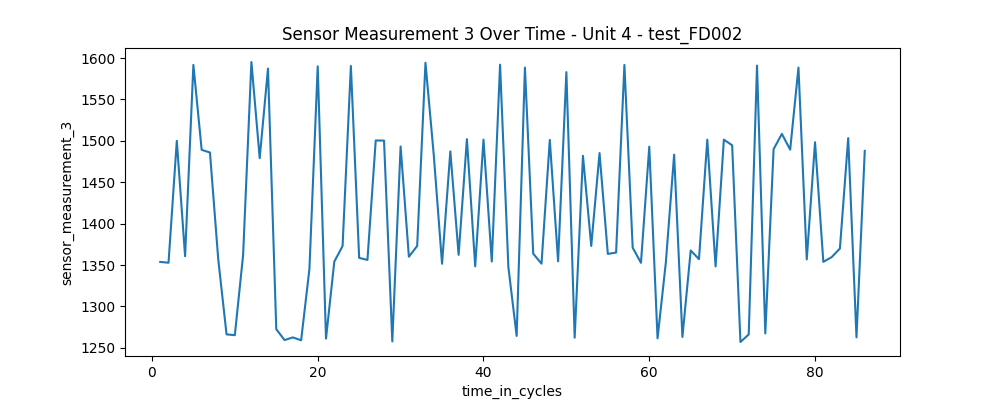 Sensor Measurement 3 Over Time - Unit 4 - test_FD002
1600
1550
1500
1450
1400
1350
1300
1250
sensor_measurement_3
0 20 40 60 80
time_in_cycles